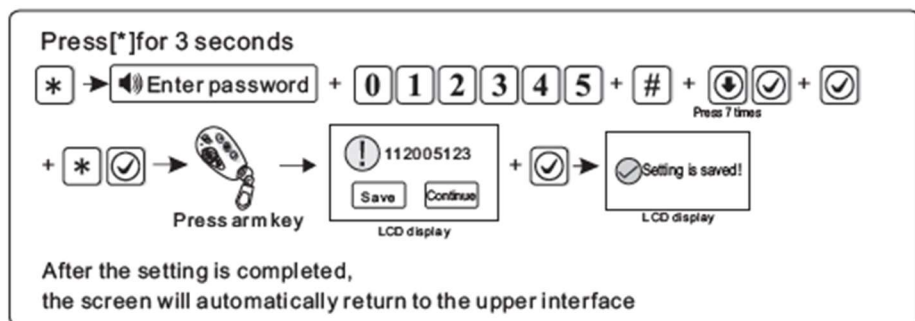 Press[*]for 3 seconds
* Enter password + 0 1 2 3 4 5 + # + +
Press 7 times
+ * ! 112005123 + Setting is saved!
Save Continue
Press arm key
LCD display LCD display
After the setting is completed,
the screen will automatically return to the upper interface